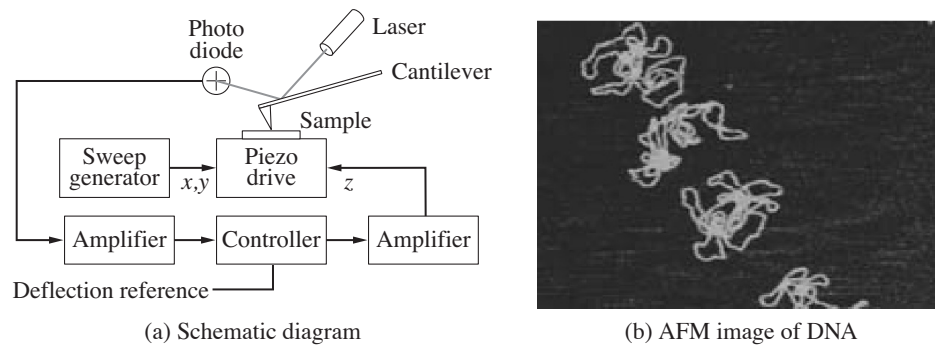 Photo
diode
Laser
Cantilever
Sample
Sweep
generator
x,y
Piezo
drive
z
Amplifier
Controller
Amplifier
Deflection reference
(a) Schematic diagram
(b) AFM image of DNA